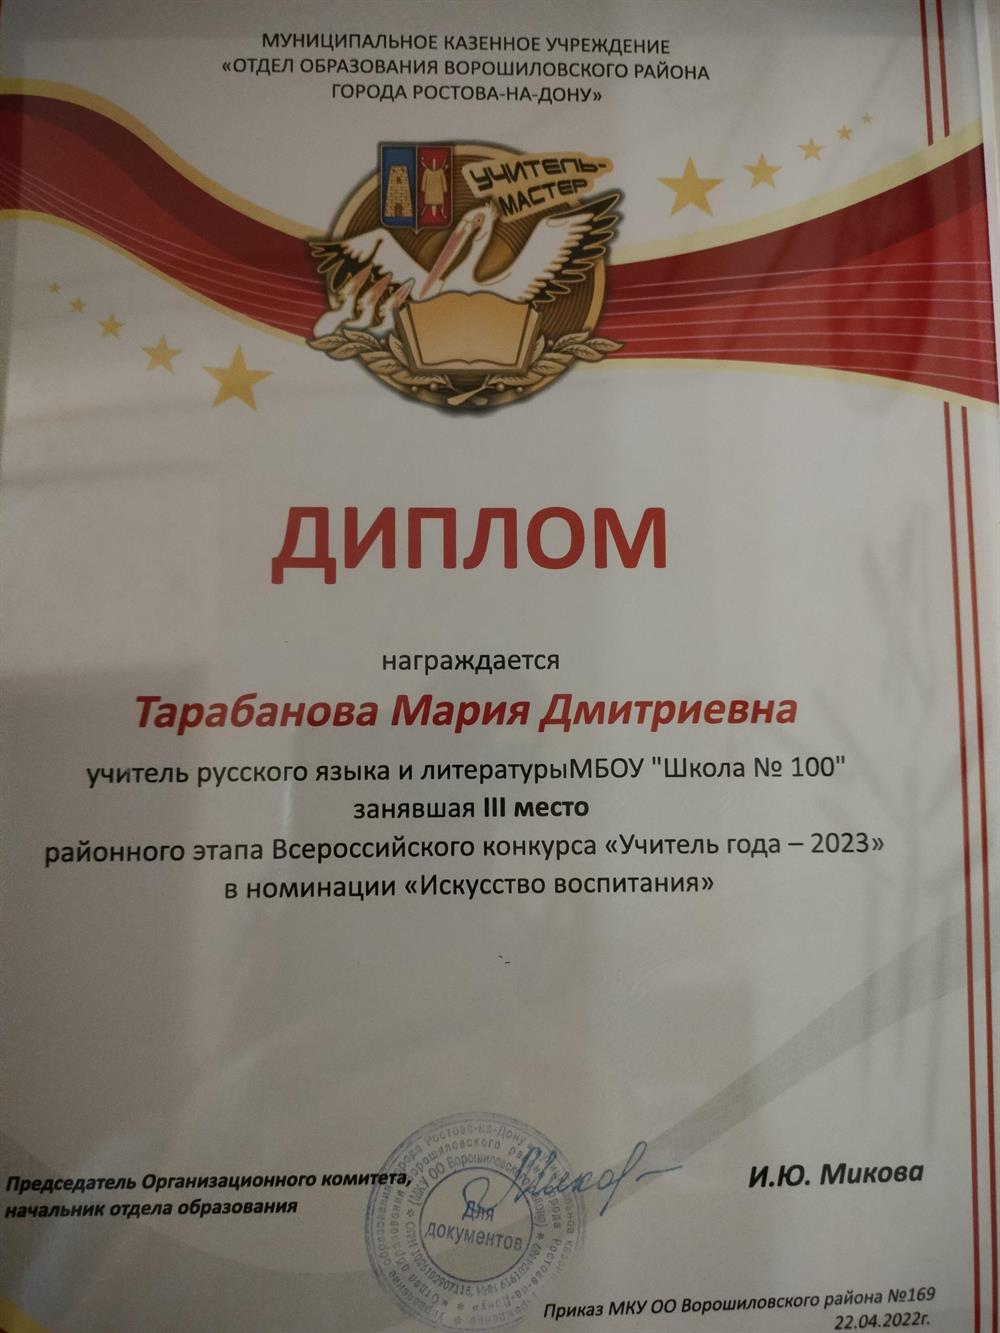 МУНИЦИПАЛЬНОЕ КАЗЕННОЕ УЧРЕЖДЕНИЕ
«ОТДЕЛ ОБРАЗОВАНИЯ ВОРОШИЛОВСКОГО РАЙОНА
ГОРОДА РОСТОВА-НА-ДОНУ»
УЧИТЕЛЬ-
МАСТЕР
ДИПЛОМ
награждается
Тарабанова Мария Дмитриевна
учитель русского языка и литературыМБОУ "Школа № 100"
занявшая III место
районного этапа Всероссийского конкурса «Учитель года – 2023»
в номинации «Искусство воспитания»
Председатель Организационного комитета,
начальник отдела образования
Для
документов
И.Ю. Микова
Приказ МКУ ОО Ворошиловского района №169
22.04.2022г.